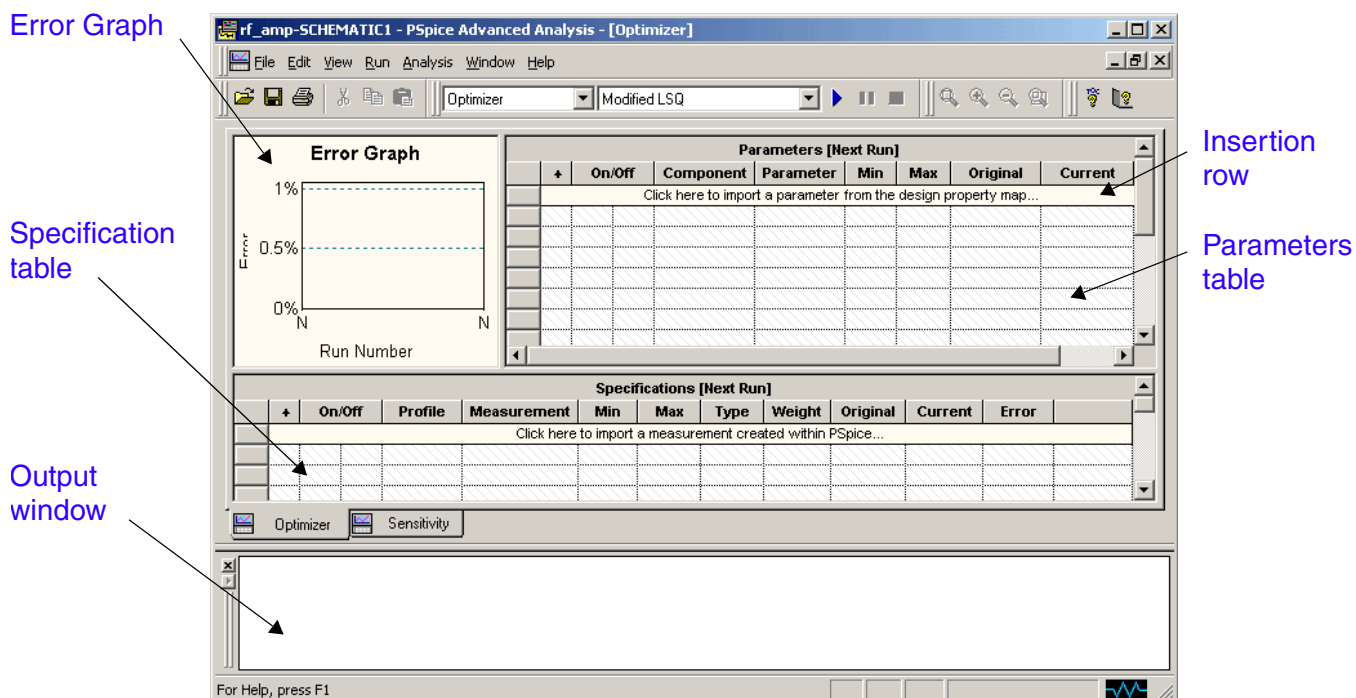 Error Graph
rf_amp-SCHEMATIC1 - PSpice Advanced Analysis - [Optimizer]
File Edit View Run Analysis Window Help
Optimizer Modified LSQ
Error Graph
1%
0.5%
0%
Error
N N
Run Number
Parameters [Next Run]
+ On/Off Component Parameter Min Max Original Current
Click here to import a parameter from the design property map...
Insertion
row
Parameters
table
Specification
table
Specifications [Next Run]
+ On/Off Profile Measurement Min Max Type Weight Original Current Error
Click here to import a measurement created within PSpice...
Output
window
Optimizer Sensitivity
For Help, press F1